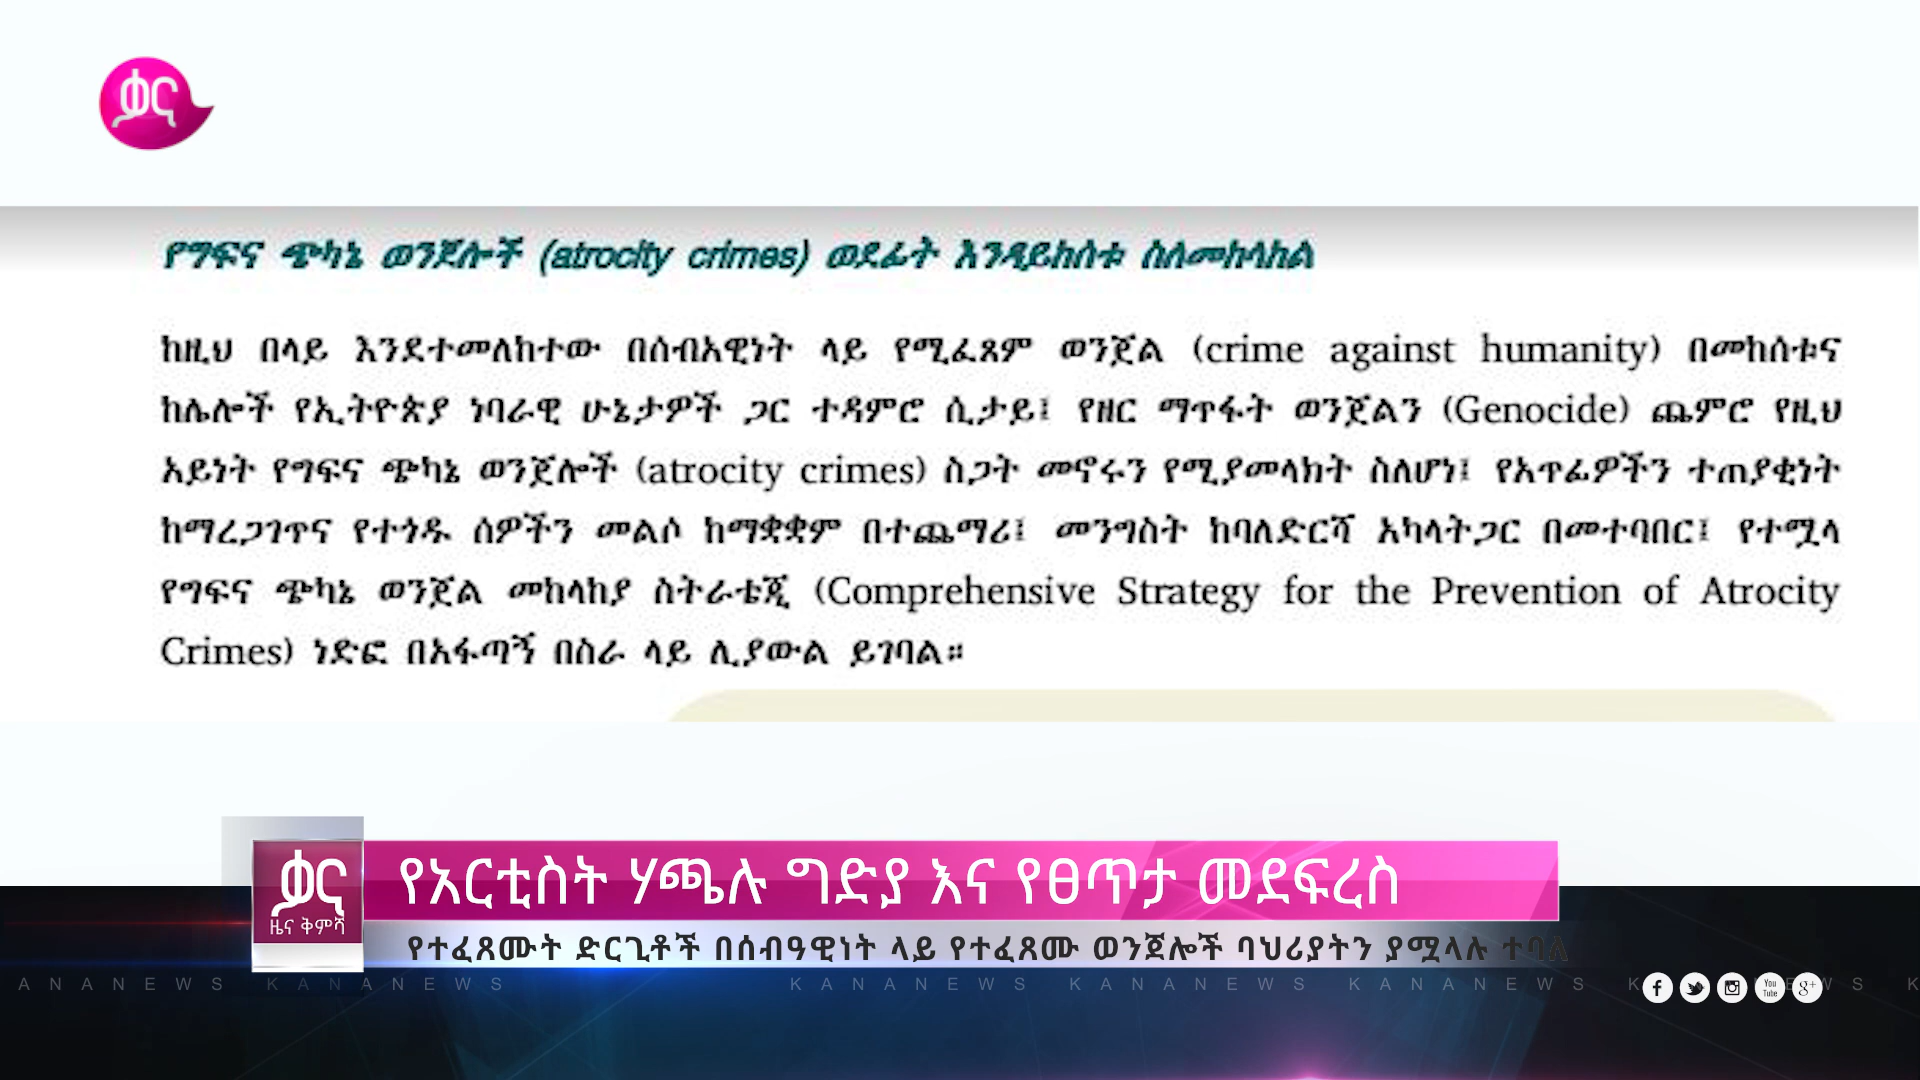 ቃና
የግፍና ጭካኔ ወንጀሎች (atrocity crimes) ወደፊት እንዳይከሰቱ ስለመከላከል
ከዚህ በላይ እንደተመለከተው በሰብአዊነት ላይ የሚፈጸም ወንጀል (crime against humanity) በመከሰቱና
ከሌሎች የኢትዮጵያ ነባራዊ ሁኔታዎች ጋር ተዳምሮ ሲታይ፤ የዘር ማጥፋት ወንጀልን (Genocide) ጨምሮ የዚህ
አይነት የግፍና ጭካኔ ወንጀሎች (atrocity crimes) ስጋት መኖሩን የሚያመላክት ስለሆነ፤ የአጥፊዎችን ተጠያቂነት
ከማረጋገጥና የተጎዱ ሰዎችን መልሶ ከማቋቋም በተጨማሪ፤ መንግስት ከባለድርሻ አካላትጋር በመተባበር፤ የተሟላ
የግፍና ጭካኔ ወንጀል መከላከያ ስትራቴጂ (Comprehensive Strategy for the Prevention of Atrocity
Crimes) ነድፎ በአፋጣኝ በስራ ላይ ሊያውል ይገባል።
ቃና
ዜና ቅምሻ
የአርቲስት ሃጫሉ ግድያ እና የፀጥታ መደፍረስ
የተፈጸሙት ድርጊቶች በሰብዓዊነት ላይ የተፈጸሙ ወንጀሎች ባህሪያትን ያሟላሉ ተባለ
ANANEWS KANANEWS KANANEWS KANANEWS KANANEWS K
You Tube
g+